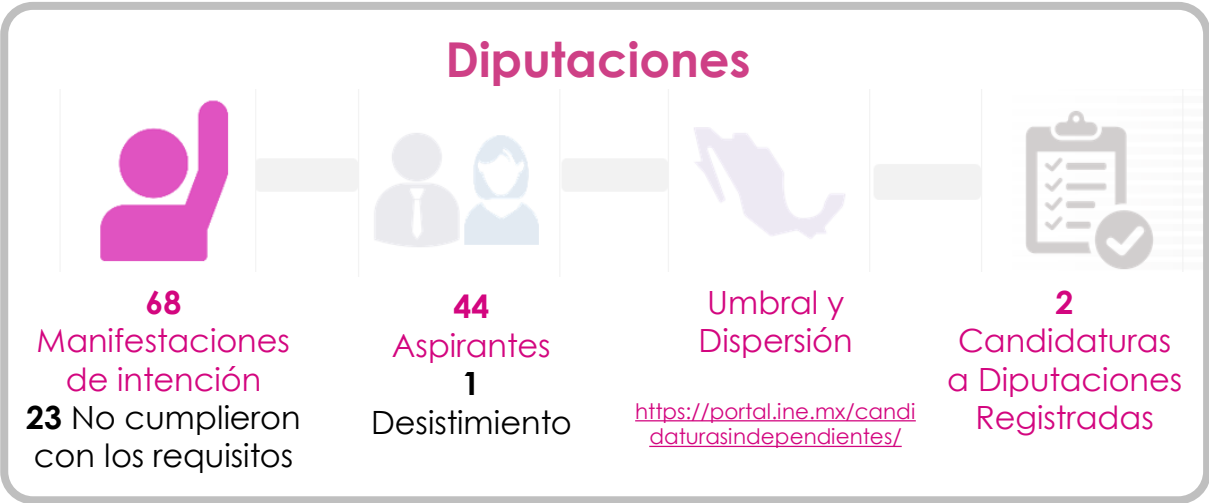 Diputaciones
68
Manifestaciones
de intención
23 No cumplieron
con los requisitos
44
Aspirantes
1
Desistimiento
Umbral y
Dispersión
https://portal.ine.mx/candi
daturasindependientes/
2
Candidaturas
a Diputaciones
Registradas